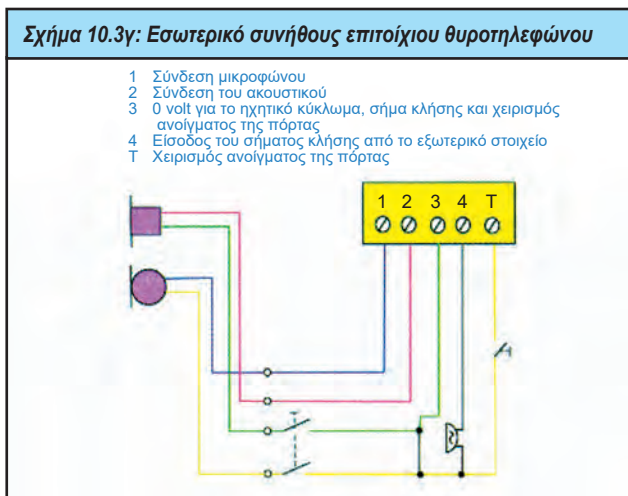 Σχήμα 10.3γ: Εσωτερικό συνήθους επιτοίχιου θυροτηλεφώνου
1 Σύνδεση μικροφώνου
2 Σύνδεση του ακουστικού
3 0 volt για το ηχητικό κύκλωμα, σήμα κλήσης και χειρισμός
ανοίγματος της πόρτας
4 Είσοδος του σήματος κλήσης από το εξωτερικό στοιχείο
Τ Χειρισμός ανοίγματος της πόρτας
1 2 3 4 Τ